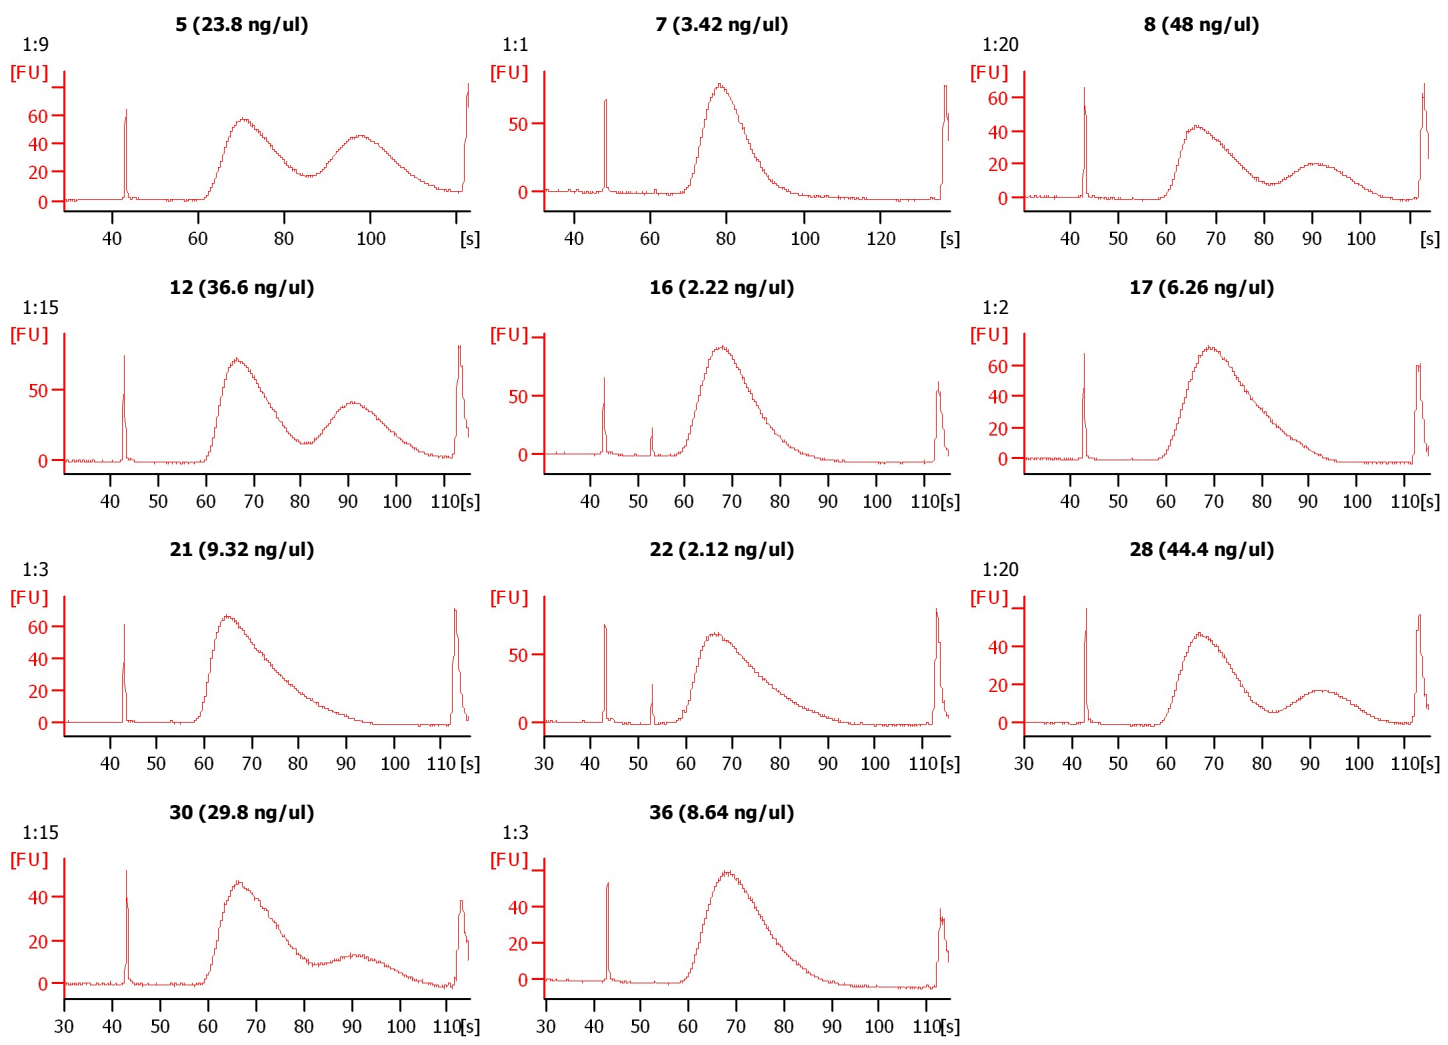 5 (23.8 ng/ul)
1:9
[FU]
60
40
20
0
40 60 80 100 [s]
7 (3.42 ng/ul)
1:1
[FU]
50
0
40 60 80 100 120 [s]
8 (48 ng/ul)
1:20
[FU]
60
40
20
0
40 50 60 70 80 90 100 [s]
12 (36.6 ng/ul)
1:15
[FU]
50
0
40 50 60 70 80 90 100 110[s]
16 (2.22 ng/ul)
[FU]
50
0
40 50 60 70 80 90 100 110[s]
17 (6.26 ng/ul)
1:2
[FU]
60
40
20
0
40 50 60 70 80 90 100 110[s]
21 (9.32 ng/ul)
1:3
[FU]
60
40
20
0
40 50 60 70 80 90 100 110[s]
22 (2.12 ng/ul)
[FU]
50
0
30 40 50 60 70 80 90 100 110[s]
28 (44.4 ng/ul)
1:20
[FU]
40
20
0
30 40 50 60 70 80 90 100 110[s]
30 (29.8 ng/ul)
1:15
[FU]
40
20
0
30 40 50 60 70 80 90 100 110[s]
36 (8.64 ng/ul)
1:3
[FU]
40
20
0
30 40 50 60 70 80 90 100 110[s]